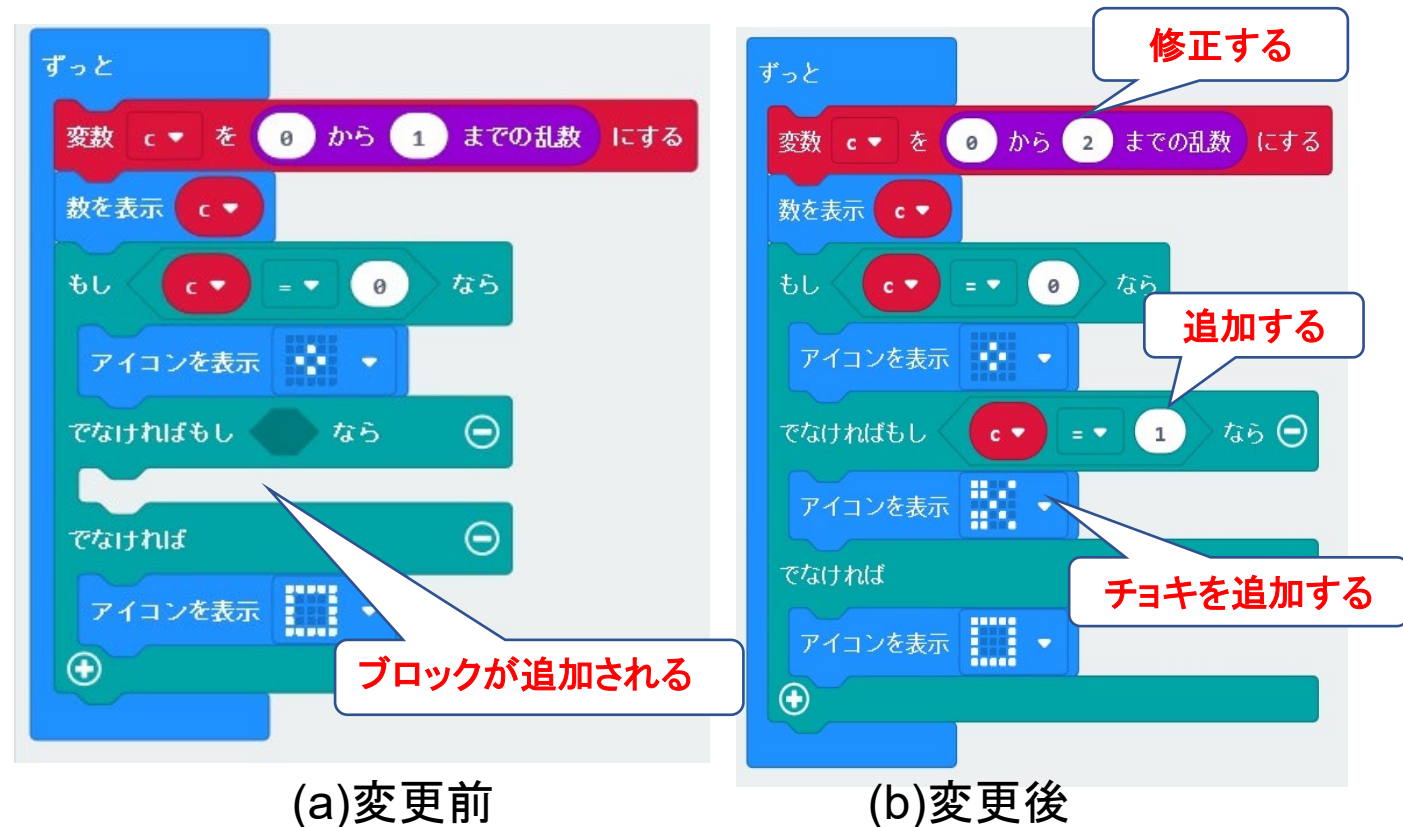 ずっと
変数 c を 0 から 1 までの乱数 にする
数を表示 c
もし c = 0 なら
アイコンを表示
でなければもし なら
でなければ
アイコンを表示
ブロックが追加される
(a)変更前
修正する
ずっと
変数 c を 0 から 2 までの乱数 にする
数を表示 c
もし c = 0 なら
追加する
アイコンを表示
でなければもし c = 1 なら
アイコンを表示
チョキを追加する
でなければ
アイコンを表示
(b)変更後